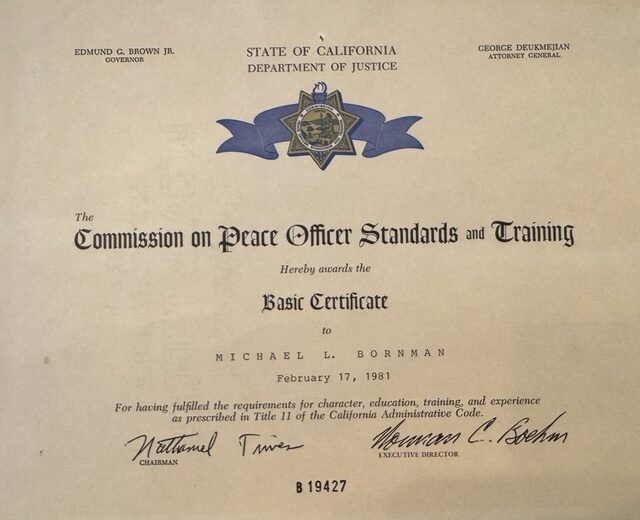 EDMUND G. BROWN JR.
GOVERNOR
STATE OF CALIFORNIA
DEPARTMENT OF JUSTICE
GEORGE DEUKMEJIAN
ATTORNEY GENERAL
The
Commission on Peace Officer Standards and Training
Hereby awards the
Basic Certificate
to
MICHAEL L. BORNMAN
February 17, 1981
For having fulfilled the requirements for character, education, training, and experience
as prescribed in Title 11 of the California Administrative Code.
Norman C. Boehm
CHAIRMAN
EXECUTIVE DIRECTOR
B 19427